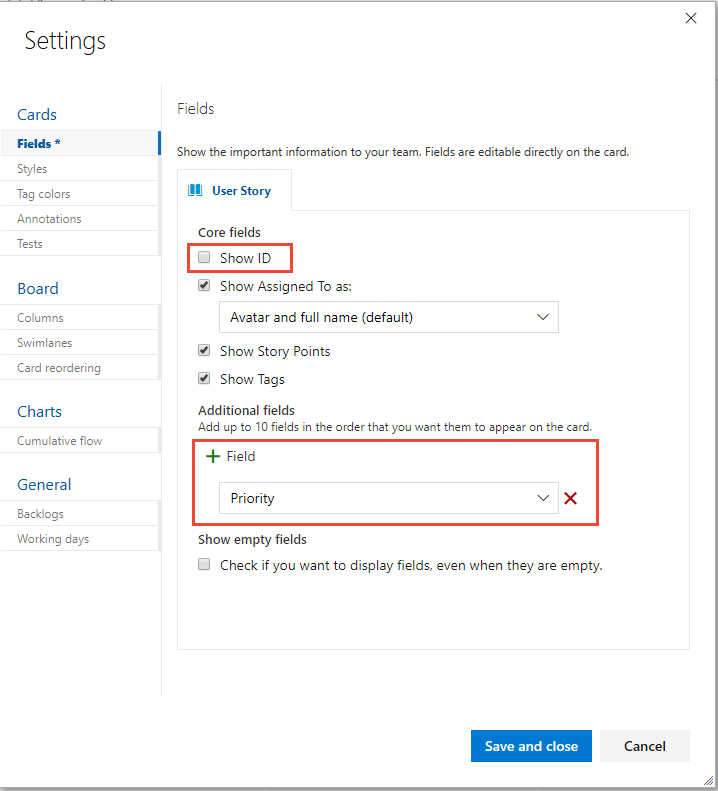 Settings
Cards
Fields *
Styles
Tag colors
Annotations
Tests
Board
Columns
Swimlanes
Card reordering
Charts
Cumulative flow
General
Backlogs
Working days
Fields
Show the important information to your team. Fields are editable directly on the card.
User Story
Core fields
Show ID
Show Assigned To as:
Avatar and full name (default)
Show Story Points
Show Tags
Additional fields
Add up to 10 fields in the order that you want them to appear on the card.
Field
Priority
Show empty fields
Check if you want to display fields, even when they are empty.
Save and close
Cancel